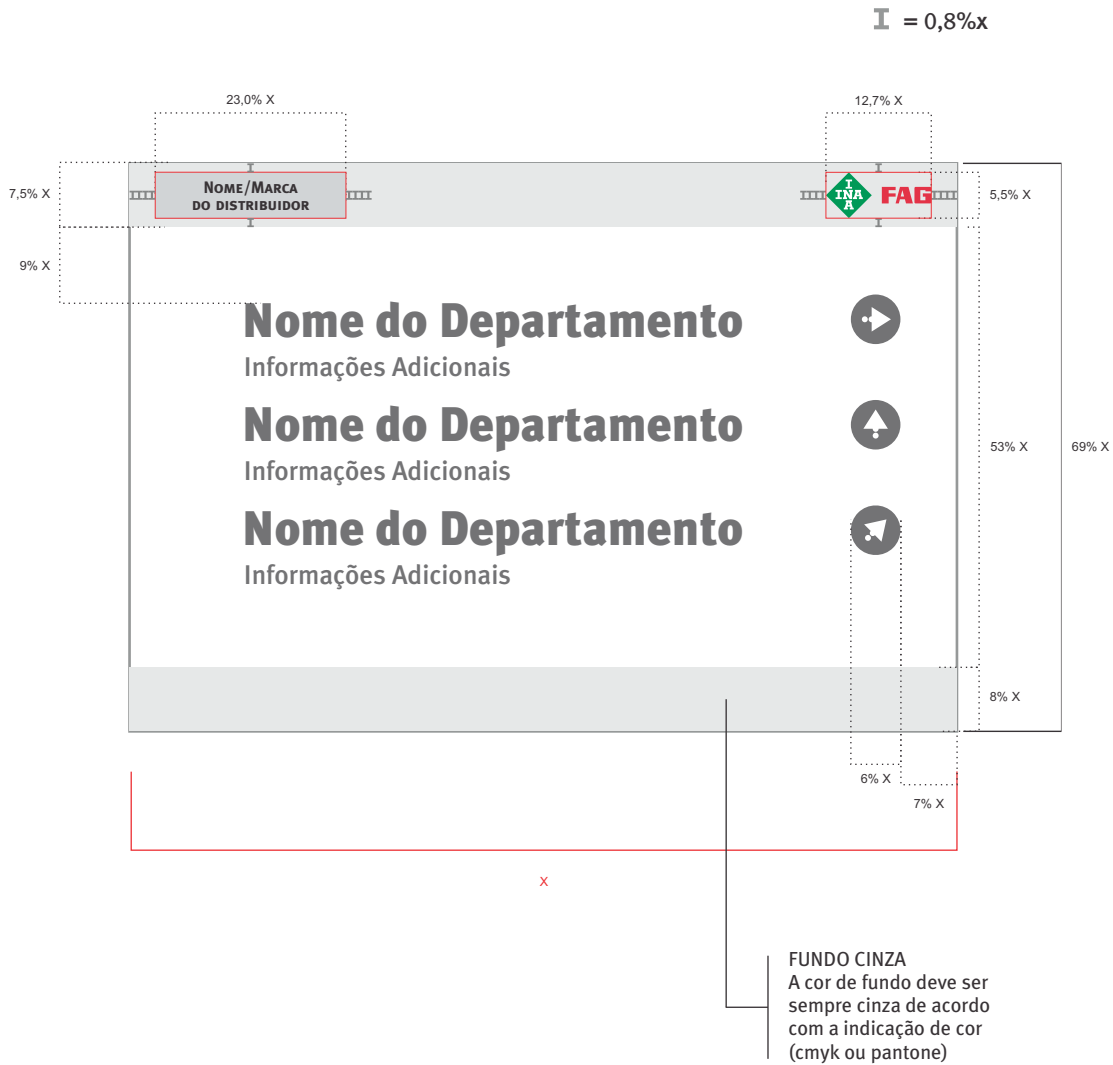 = 0,8%x
23,0% X
12,7% X
7,5% X
NOME/MARCA
DO DISTRIBUIDOR
I
INA
A
FAG
5,5% X
9% X
Nome do Departamento
Informações Adicionais
Nome do Departamento
Informações Adicionais
53% X
69% X
Nome do Departamento
Informações Adicionais
8% X
6% X
7% X
X
FUNDO CINZA
A cor de fundo deve ser
sempre cinza de acordo
com a indicação de cor
(cmyk ou pantone)